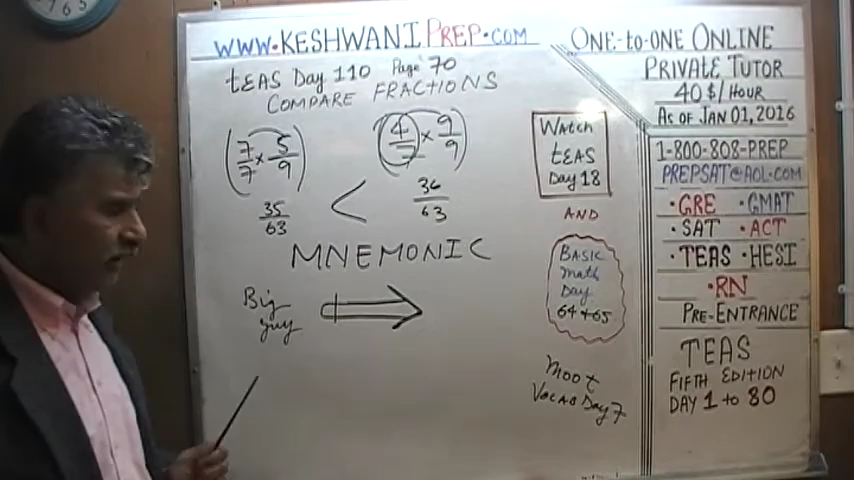 WWW.KESHWANIPREP.COM
tEAS Day 110 Page 70
COMPARE FRACTIONS
(7/7 × 5/9)
(4/7 × 9/9)
35/63 < 36/63
MNEMONIC
Big
guy
Watch
tEAS
Day 18
AND
BASIC
math
Day
64+65
Moot
Vocab Day 7
ONE-to-ONE ONLINE
PRIVATE TUTOR
40 $/HOUR
AS OF JAN 01, 2016
1-800-808-PREP
PREPSAT@AOL.COM
•GRE •GMAT
•SAT •ACT
•TEAS •HESI
•RN
PRE-ENTRANCE
TEAS
FIFTH EDITION
DAY 1 to 80